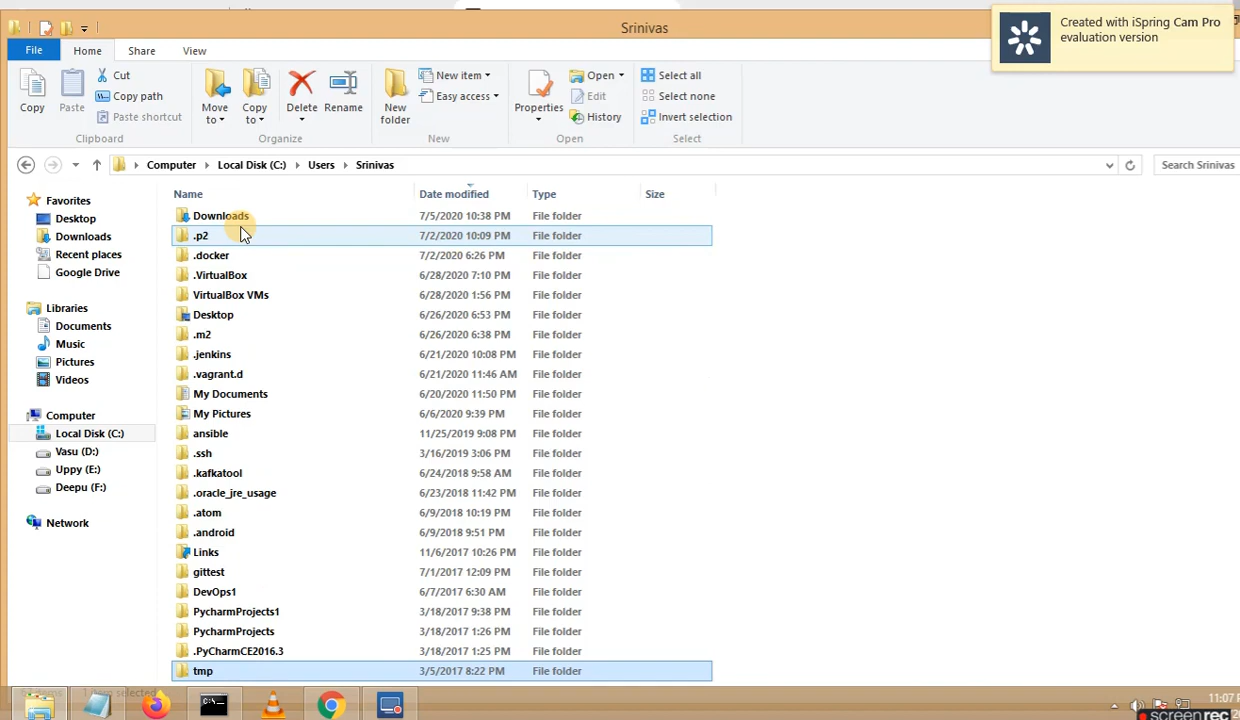 Srinivas
Created with iSpring Cam Pro
evaluation version
File Home Share View
Copy
Paste
Cut
Copy path
Paste shortcut
Clipboard
Move
to
Copy
to
Delete
Rename
Organize
New
folder
New item
Easy access
New
Properties
Open
Edit
History
Open
Select all
Select none
Invert selection
Select
Computer Local Disk (C:) Users Srinivas
Search Srinivas
Favorites
Desktop
Downloads
Recent places
Google Drive
Libraries
Documents
Music
Pictures
Videos
Computer
Local Disk (C:)
Vasu (D:)
Uppy (E:)
Deepu (F:)
Network
Name Date modified Type Size
Downloads 7/5/2020 10:38 PM File folder
.p2 7/2/2020 10:09 PM File folder
.docker 7/2/2020 6:26 PM File folder
.VirtualBox 6/28/2020 7:10 PM File folder
VirtualBox VMs 6/28/2020 1:56 PM File folder
Desktop 6/26/2020 6:53 PM File folder
.m2 6/26/2020 6:38 PM File folder
.jenkins 6/21/2020 10:08 PM File folder
.vagrant.d 6/21/2020 11:46 AM File folder
My Documents 6/20/2020 11:50 PM File folder
My Pictures 6/6/2020 9:39 PM File folder
ansible 11/25/2019 9:08 PM File folder
.ssh 3/16/2019 3:06 PM File folder
.kafkatool 6/24/2018 9:58 AM File folder
.oracle_jre_usage 6/23/2018 11:42 PM File folder
.atom 6/9/2018 10:19 PM File folder
.android 6/9/2018 9:51 PM File folder
Links 11/6/2017 10:26 PM File folder
gittest 7/1/2017 12:09 PM File folder
DevOps1 6/7/2017 6:30 AM File folder
PycharmProjects1 3/18/2017 9:38 PM File folder
PycharmProjects 3/18/2017 1:26 PM File folder
.PyCharmCE2016.3 3/18/2017 1:25 PM File folder
tmp 3/5/2017 8:22 PM File folder
1 item selected
C:\
11:07
screenrec